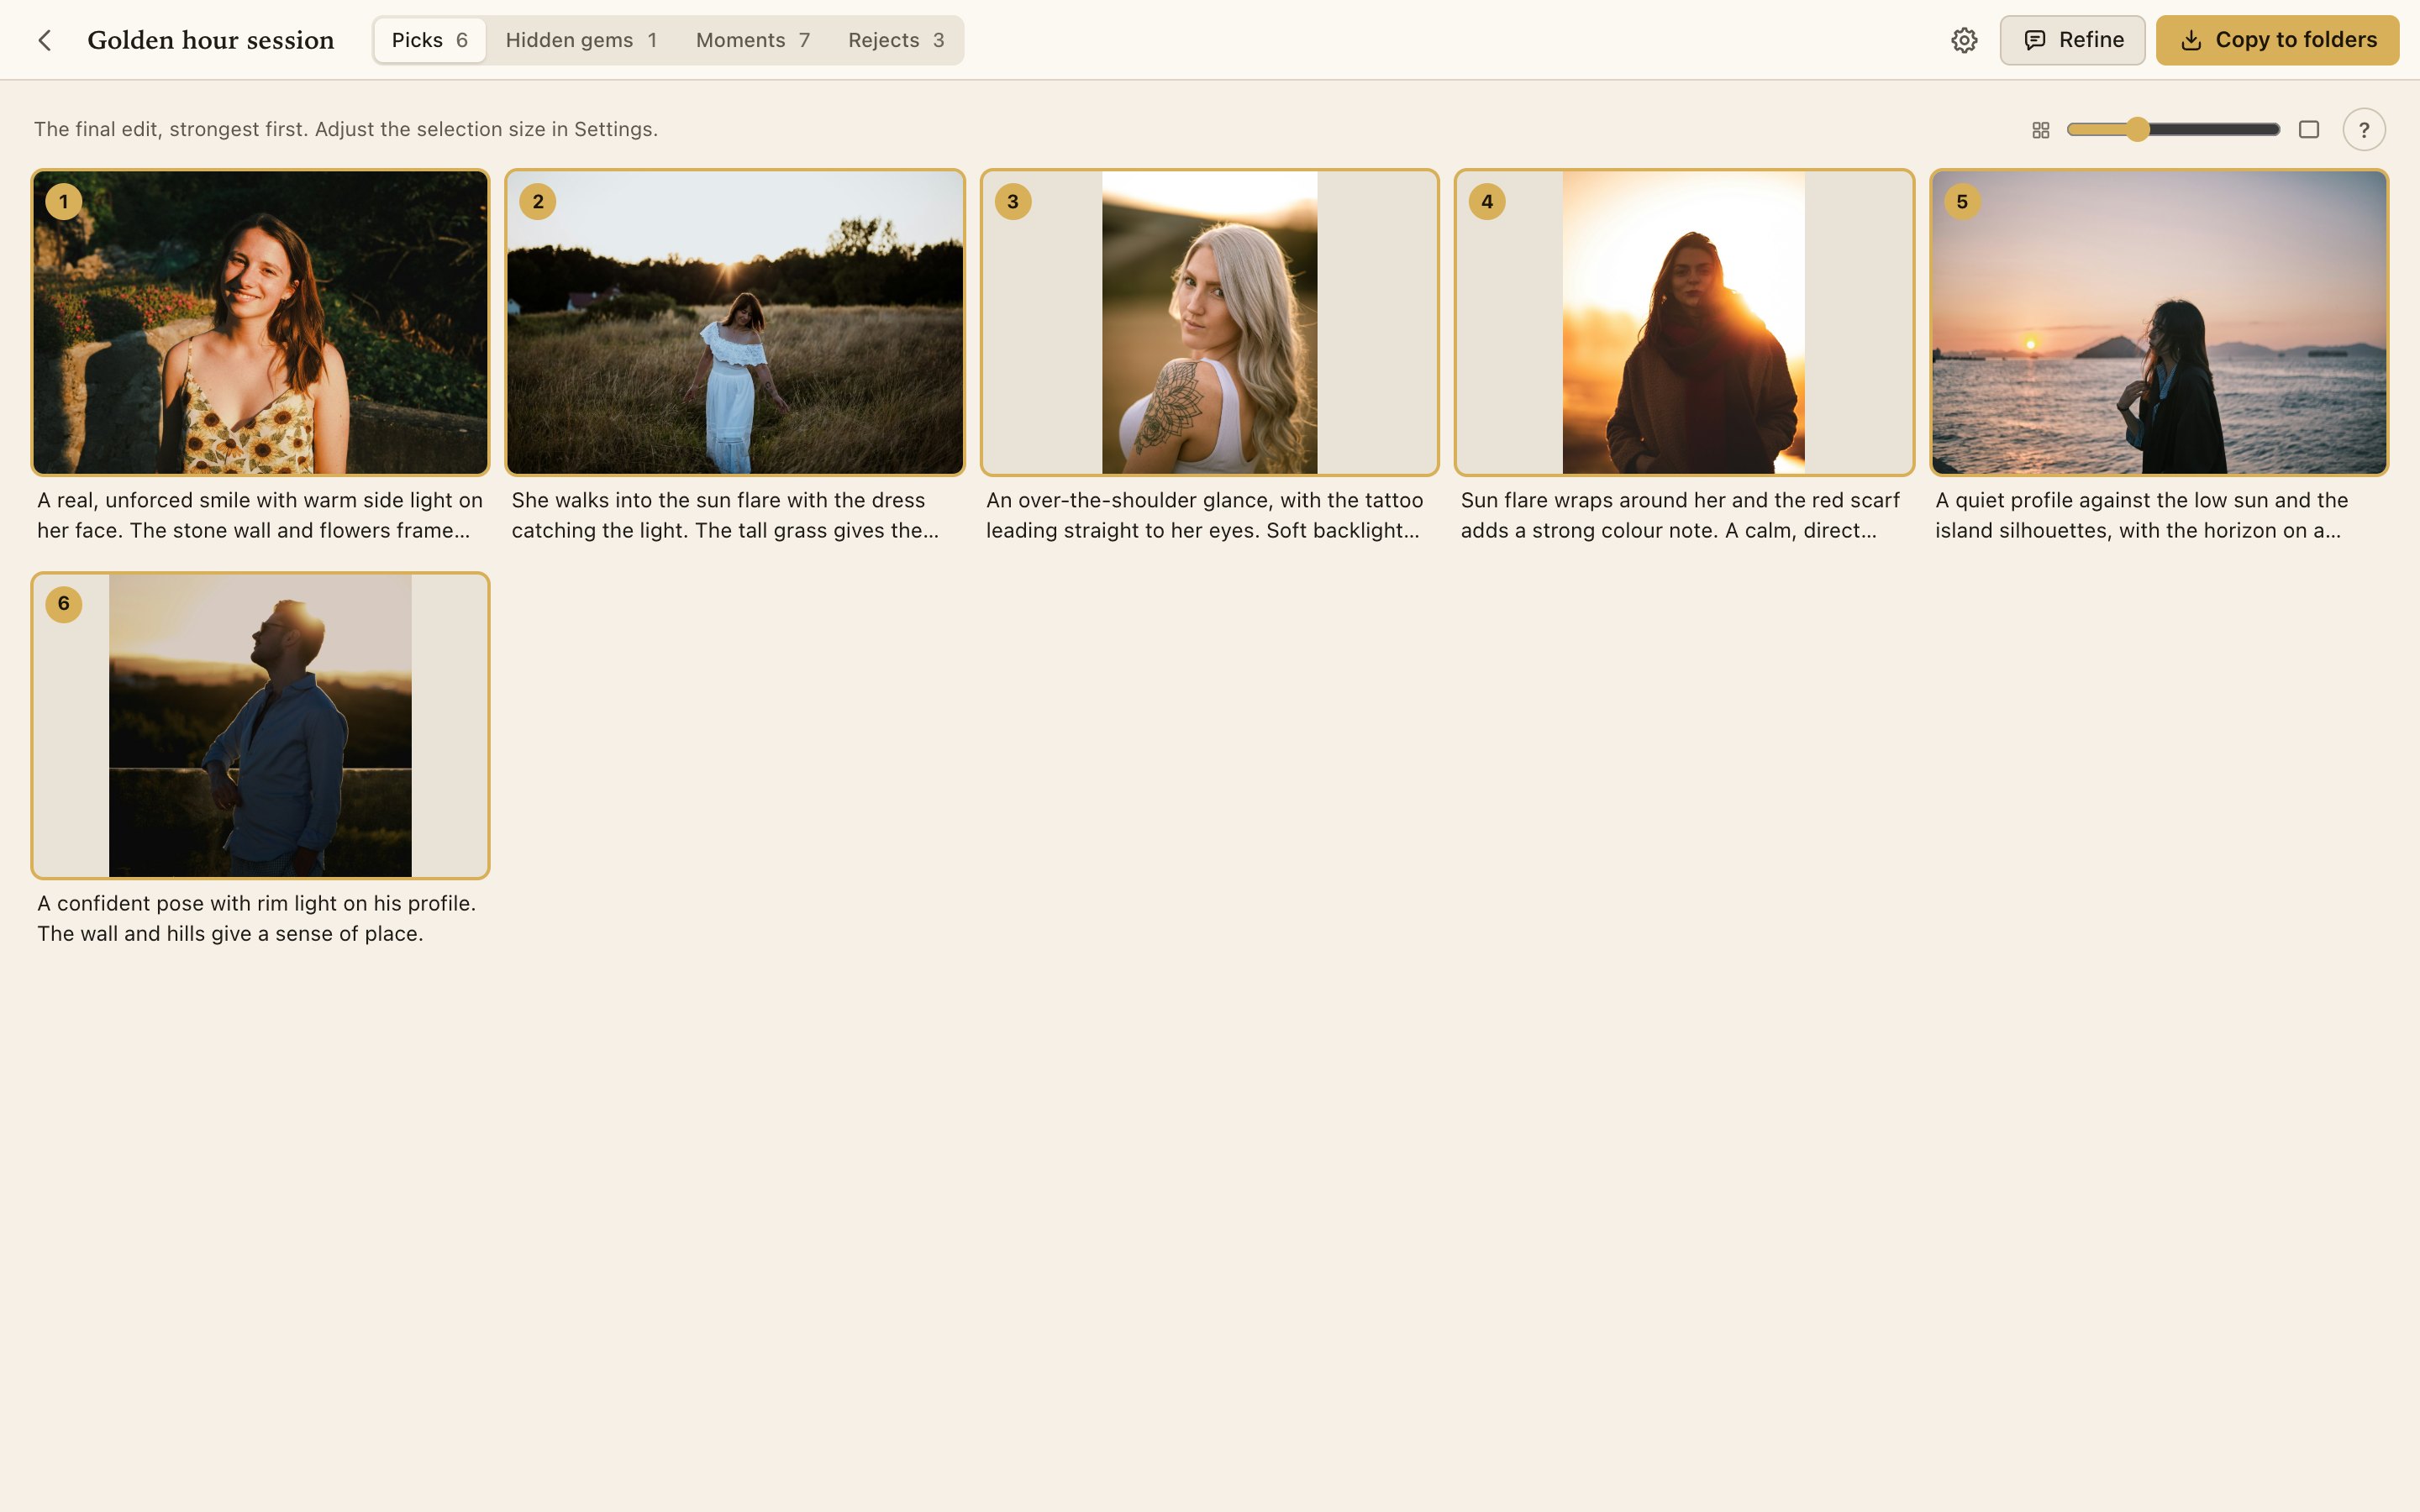 Golden hour session
Picks 6
Hidden gems 1
Moments 7
Rejects 3
Refine
Copy to folders
The final edit, strongest first. Adjust the selection size in Settings.
?
1
2
3
4
5
A real, unforced smile with warm side light on
her face. The stone wall and flowers frame...
She walks into the sun flare with the dress
catching the light. The tall grass gives the...
An over-the-shoulder glance, with the tattoo
leading straight to her eyes. Soft backlight...
Sun flare wraps around her and the red scarf
adds a strong colour note. A calm, direct...
A quiet profile against the low sun and the
island silhouettes, with the horizon on a...
6
A confident pose with rim light on his profile.
The wall and hills give a sense of place.